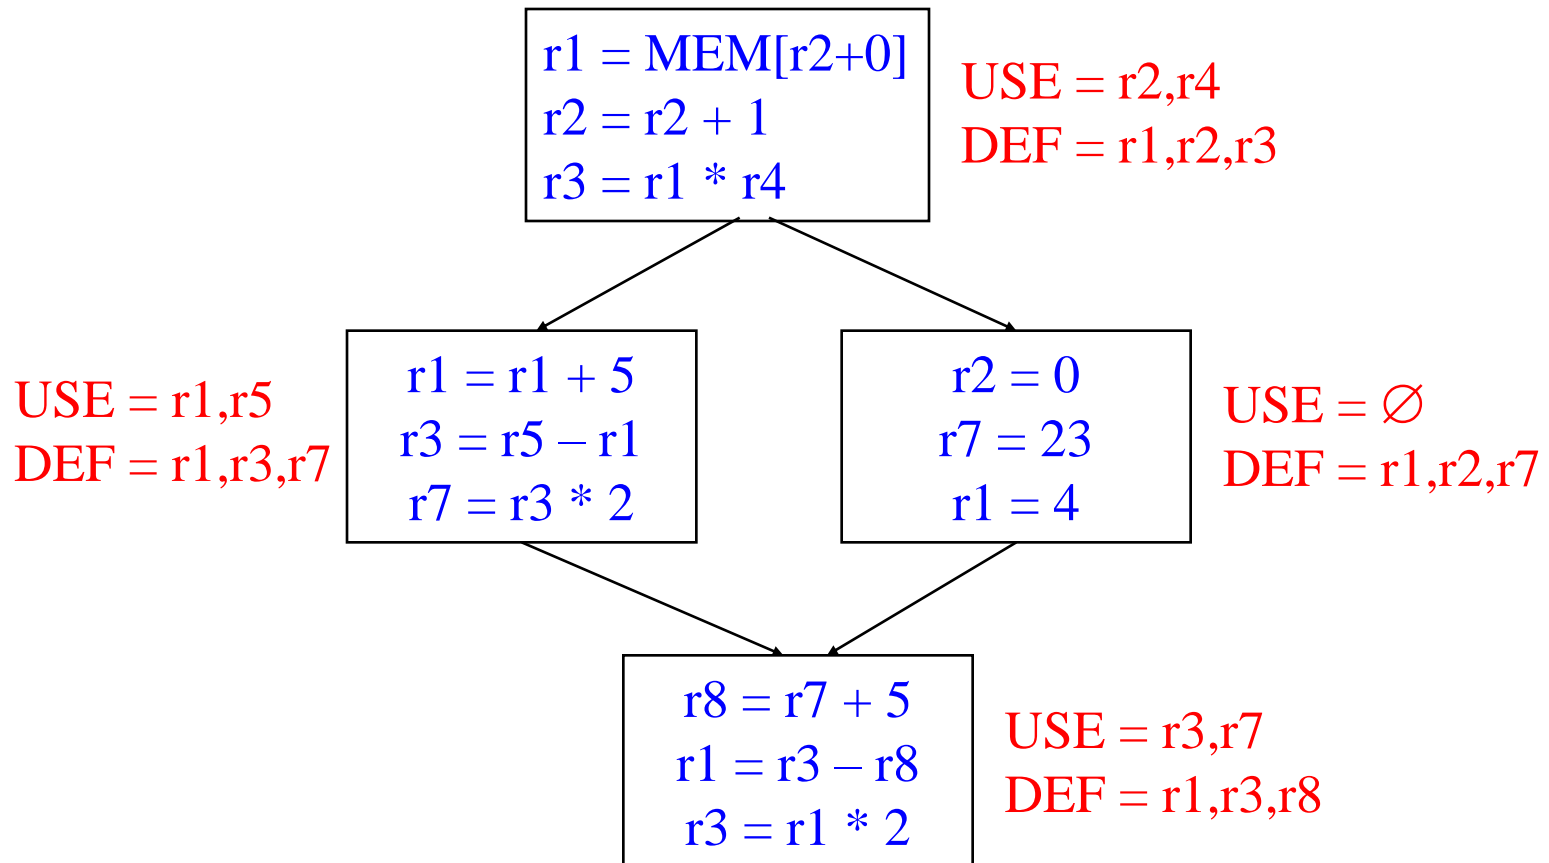 r1 = MEM[r2+0]
r2 = r2 + 1
r3 = r1 * r4
USE = r2,r4
DEF = r1,r2,r3
USE = r1,r5
DEF = r1,r3,r7
r1 = r1 + 5
r3 = r5 – r1
r7 = r3 * 2
r2 = 0
r7 = 23
r1 = 4
USE = ∅
DEF = r1,r2,r7
r8 = r7 + 5
r1 = r3 – r8
r3 = r1 * 2
USE = r3,r7
DEF = r1,r3,r8